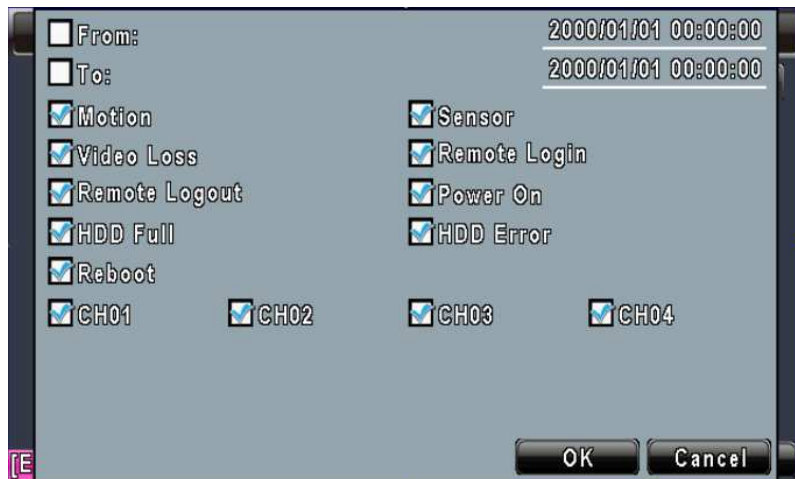 From: 2000/01/01 00:00:00
To: 2000/01/01 00:00:00
Motion Sensor
Video Loss Remote Login
Remote Logout Power On
HDD Full HDD Error
Reboot
CH01 CH02 CH03 CH04
[E OK Cancel